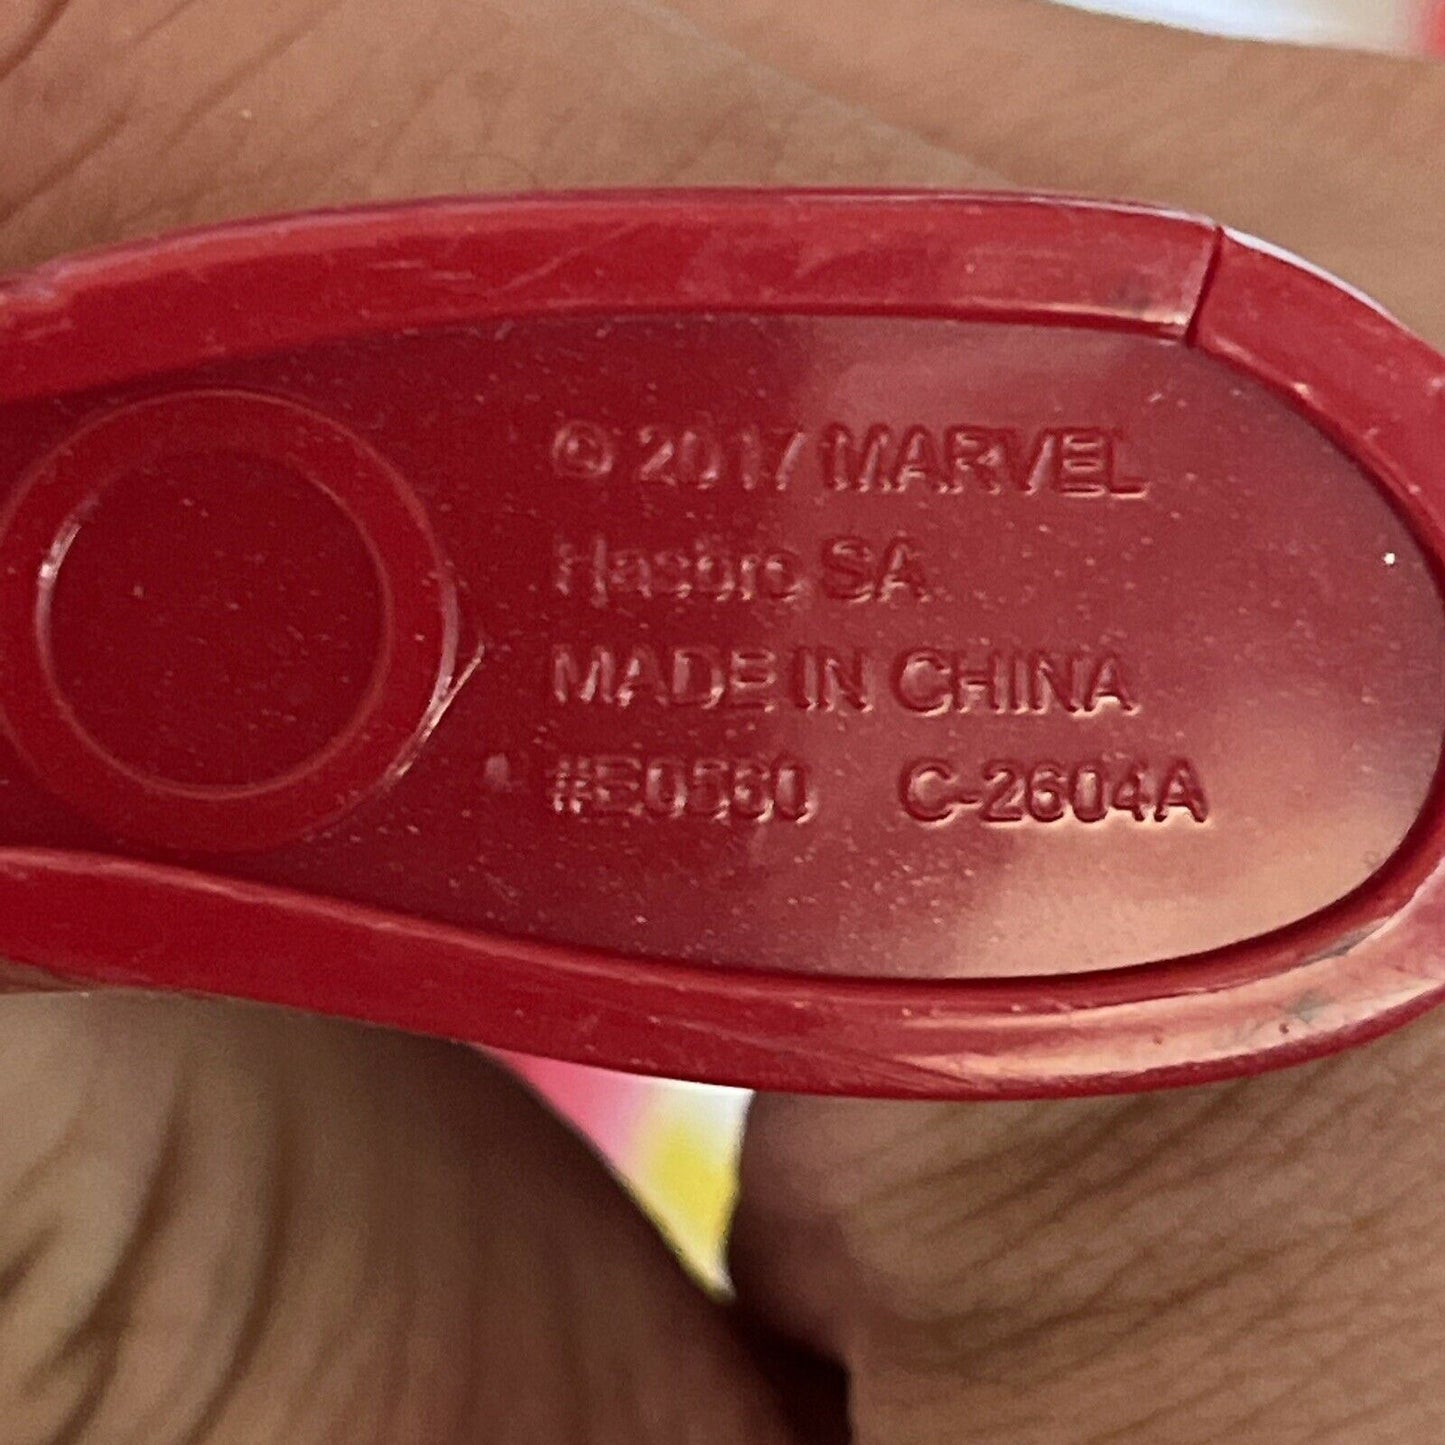 © 2017 MARVEL
Hasbro SA
MADE IN CHINA
#E0560 C-2604A